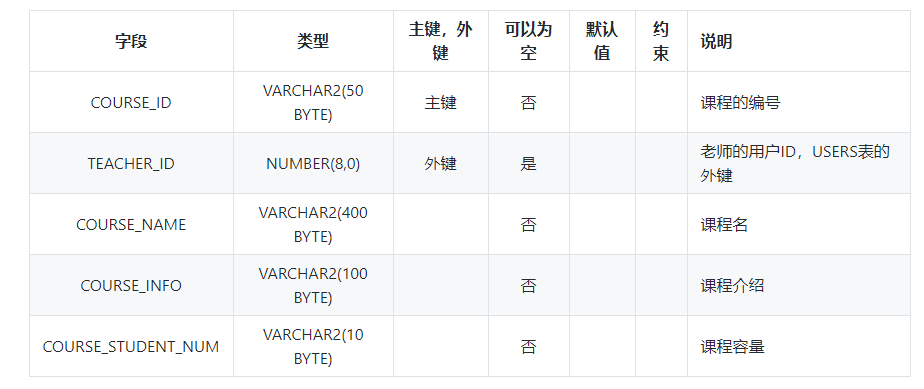 字段 类型 主键，外键 可以为空 默认值 约束 说明
COURSE_ID VARCHAR2(50 BYTE) 主键 否 课程的编号
TEACHER_ID NUMBER(8,0) 外键 是 老师的用户ID，USERS表的外键
COURSE_NAME VARCHAR2(400 BYTE) 否 课程名
COURSE_INFO VARCHAR2(100 BYTE) 否 课程介绍
COURSE_STUDENT_NUM VARCHAR2(10 BYTE) 否 课程容量